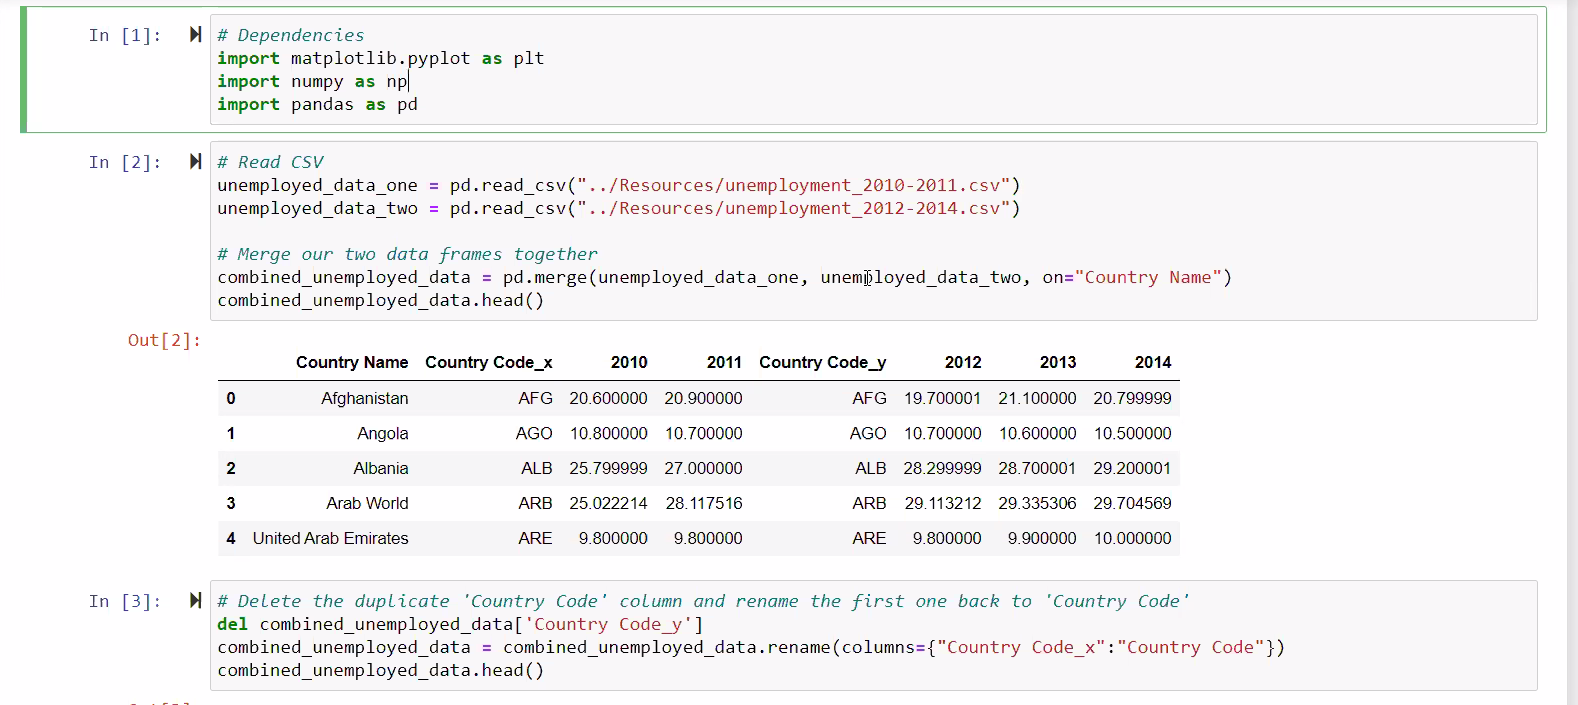 In [1]:
# Dependencies
import matplotlib.pyplot as plt
import numpy as np
import pandas as pd
In [2]:
# Read CSV
unemployed_data_one = pd.read_csv("../Resources/unemployment_2010-2011.csv")
unemployed_data_two = pd.read_csv("../Resources/unemployment_2012-2014.csv")
# Merge our two data frames together
combined_unemployed_data = pd.merge(unemployed_data_one, unemployed_data_two, on="Country Name")
combined_unemployed_data.head()
Out[2]:
Country Name Country Code_x 2010 2011 Country Code_y 2012 2013 2014
0 Afghanistan AFG 20.600000 20.900000 AFG 19.700001 21.100000 20.799999
1 Angola AGO 10.800000 10.700000 AGO 10.700000 10.600000 10.500000
2 Albania ALB 25.799999 27.000000 ALB 28.299999 28.700001 29.200001
3 Arab World ARB 25.022214 28.117516 ARB 29.113212 29.335306 29.704569
4 United Arab Emirates ARE 9.800000 9.800000 ARE 9.800000 9.900000 10.000000
In [3]:
# Delete the duplicate 'Country Code' column and rename the first one back to 'Country Code'
del combined_unemployed_data['Country Code_y']
combined_unemployed_data = combined_unemployed_data.rename(columns={"Country Code_x":"Country Code"})
combined_unemployed_data.head()